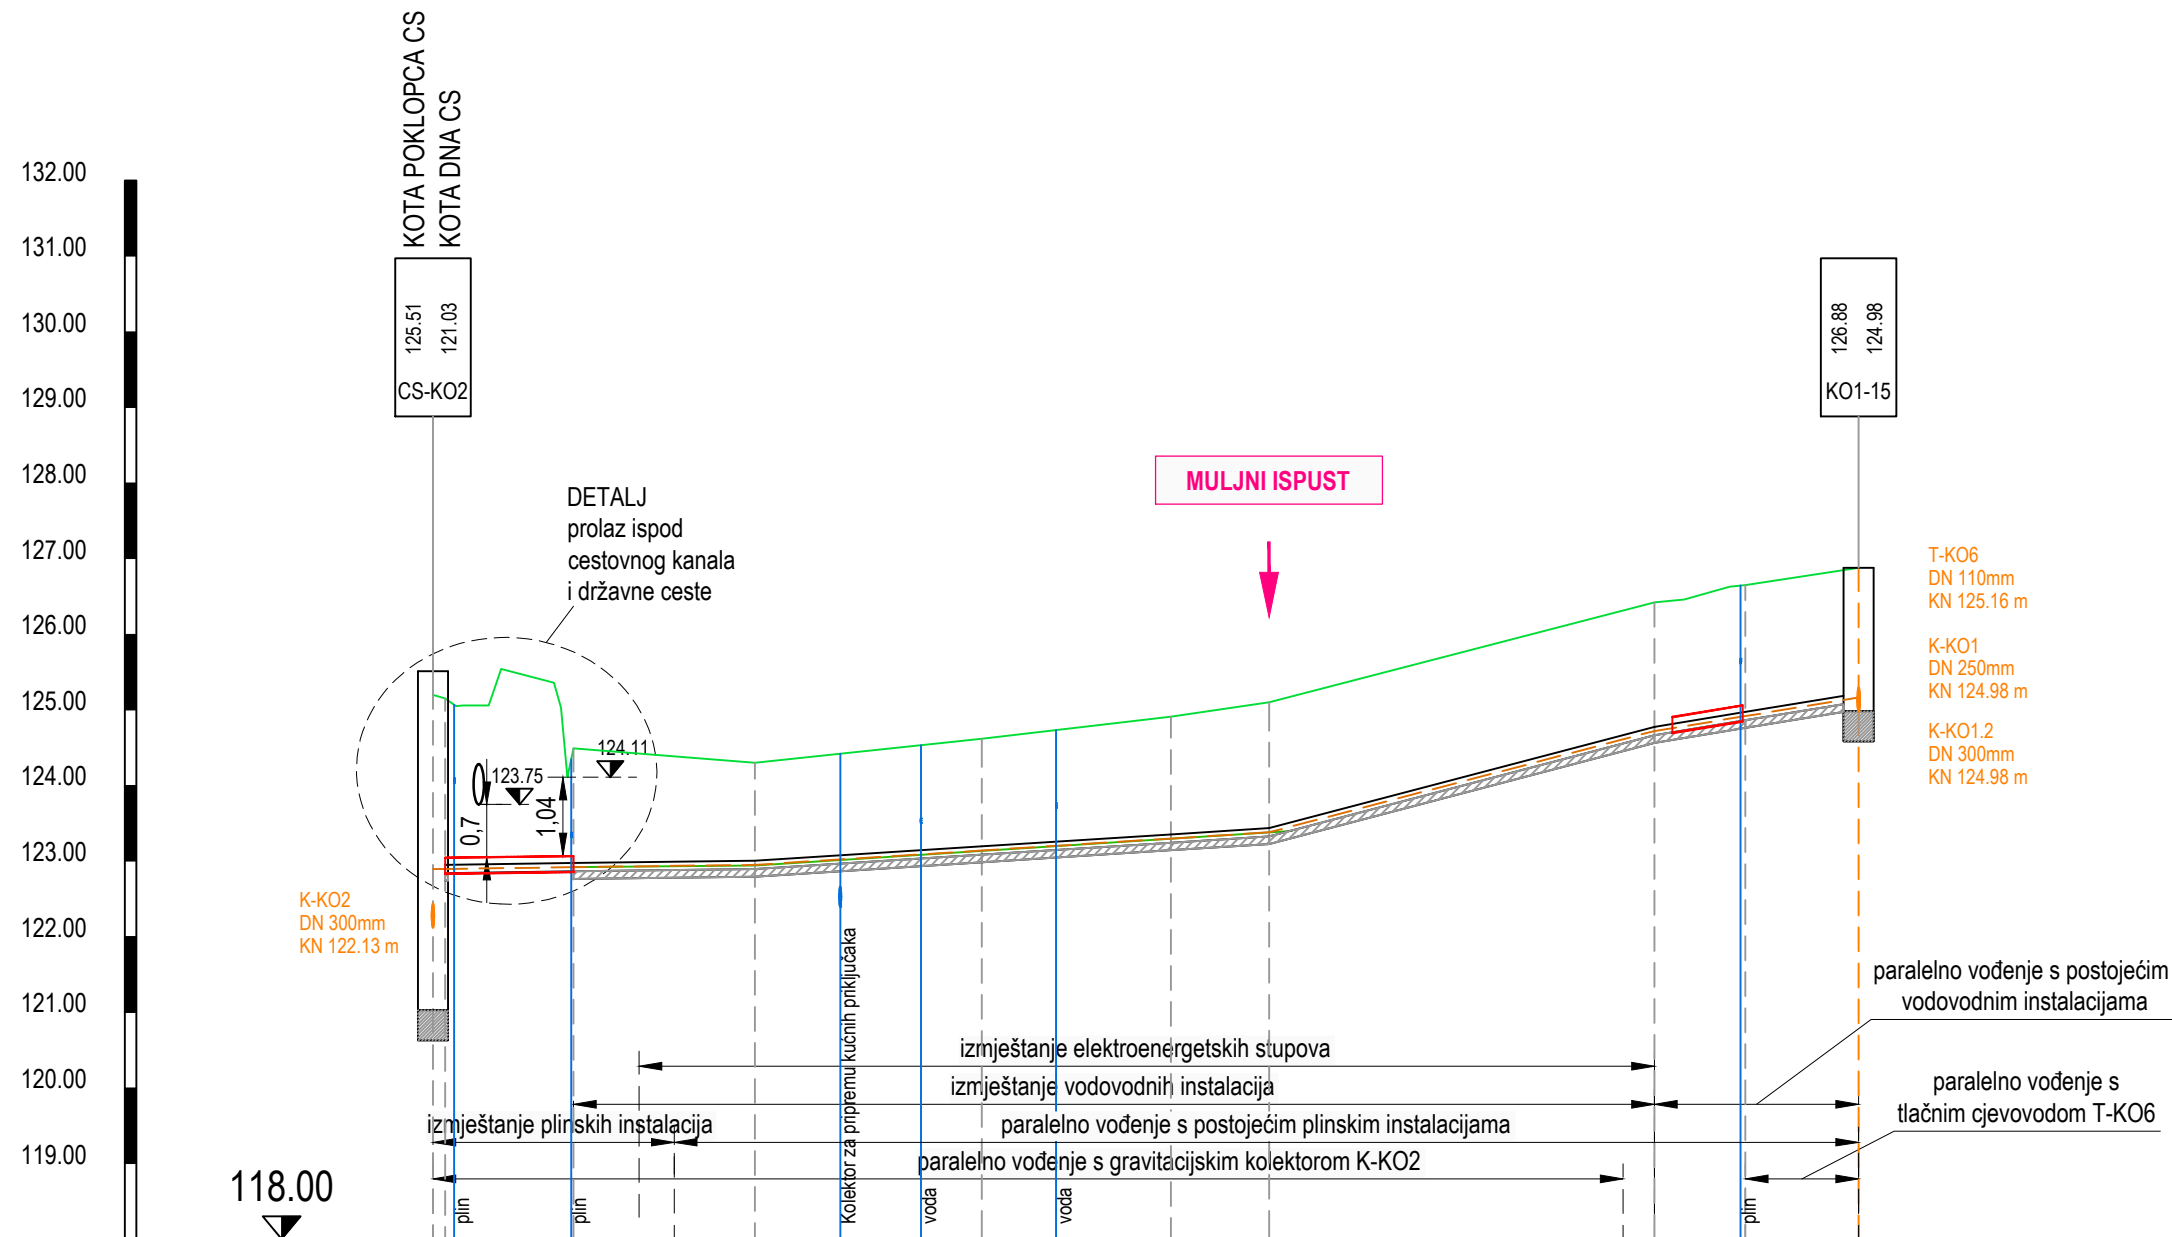 KOTA POKLOPCA CS
KOTA DNA CS
132.00
131.00
130.00
129.00
128.00
127.00
126.00
125.00
124.00
123.00
122.00
121.00
120.00
119.00
118.00
125.51
121.03
CS-KO2
126.88
124.98
KO1-15
MULJNI ISPUST
DETALJ
prolaz ispod
cestovnog kanala
i državne ceste
T-KO6
DN 110mm
KN 125.16 m
K-KO1
DN 250mm
KN 124.98 m
K-KO1.2
DN 300mm
KN 124.98 m
124.11
123.75
0,7
1,04
K-KO2
DN 300mm
KN 122.13 m
paralelno vođenje s postojećim
vodovodnim instalacijama
izmještanje elektroenergetskih stupova
izmještanje vodovodnih instalacija
paralelno vođenje s
tlačnim cjevovodom T-KO6
izmještanje plinskih instalacija
paralelno vođenje s postojećim plinskim instalacijama
paralelno vođenje s gravitacijskim kolektorom K-KO2
plin
plin
Kolektor za pripremu kućnih priključaka
voda
voda
plin